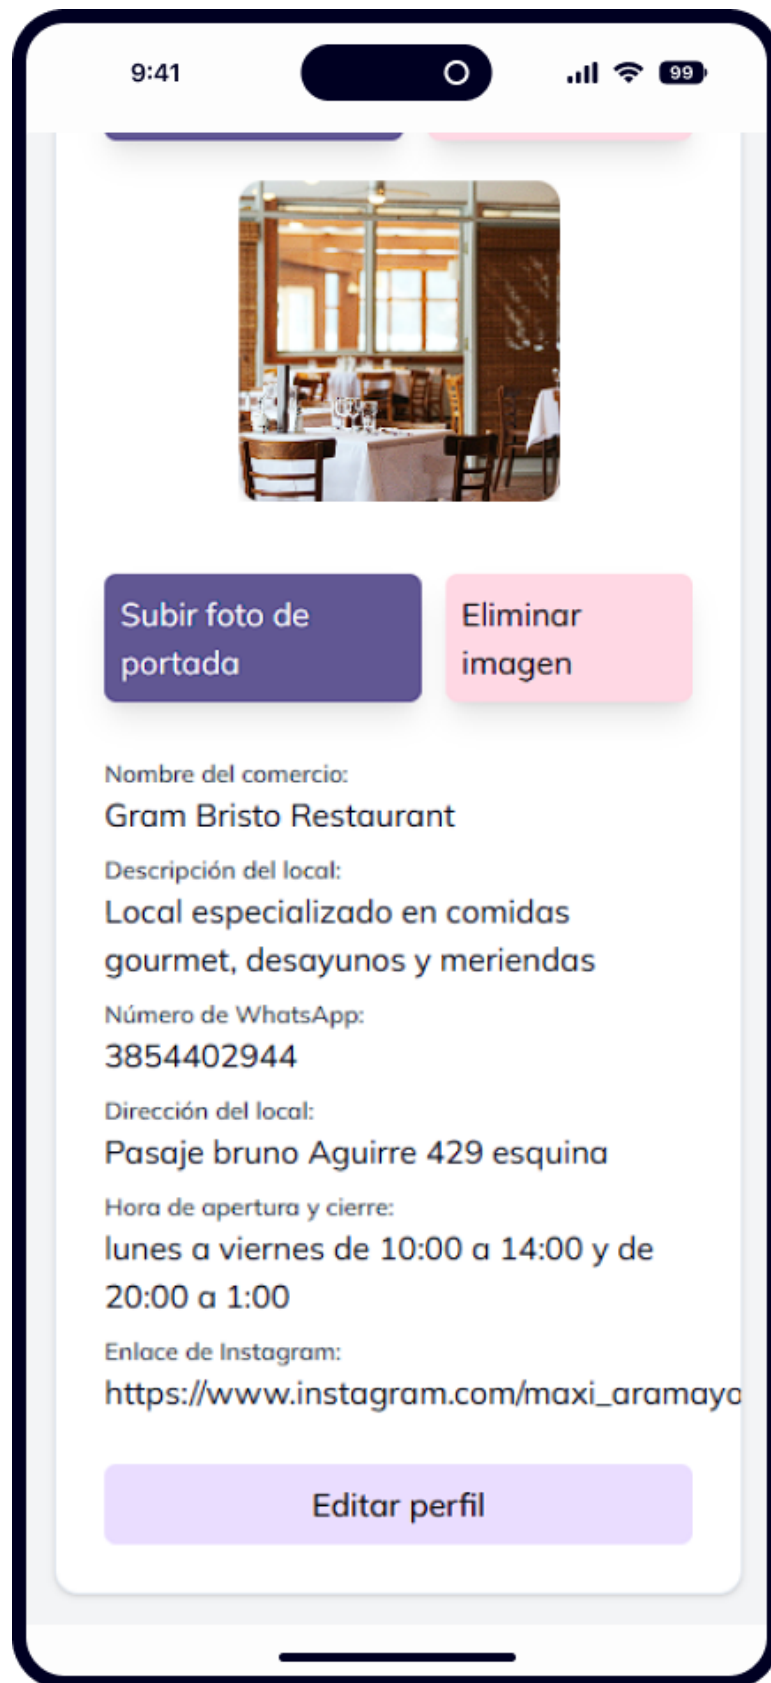 9:41
99
Subir foto de
portada
Eliminar
imagen
Nombre del comercio:
Gram Bristo Restaurant
Descripción del local:
Local especializado en comidas
gourmet, desayunos y meriendas
Número de WhatsApp:
3854402944
Dirección del local:
Pasaje bruno Aguirre 429 esquina
Hora de apertura y cierre:
lunes a viernes de 10:00 a 14:00 y de
20:00 a 1:00
Enlace de Instagram:
https://www.instagram.com/maxi_aramayo
Editar perfil